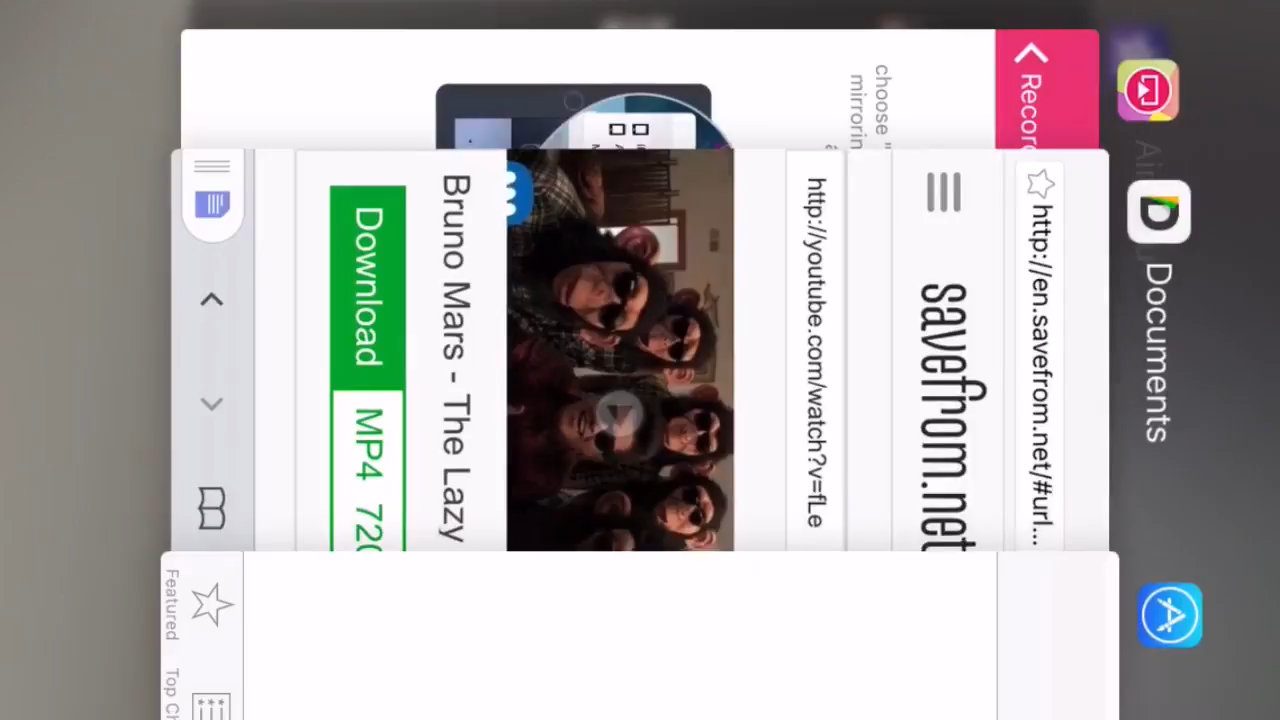 Recor
choose "
mirrorin
Documents
http://en.savefrom.net/#url...
savefrom.net
http://youtube.com/watch?v=fLe
Bruno Mars - The Lazy
Download MP4 720
Featured
Top Ch